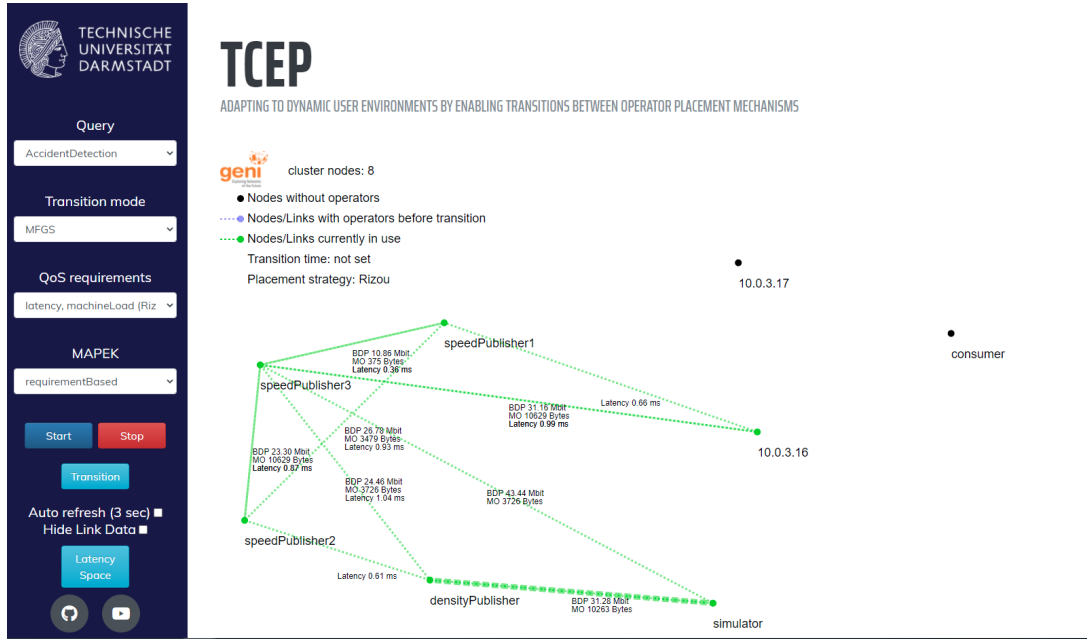 TECHNISCHE
UNIVERSITÄT
DARMSTADT
Query
AccidentDetection
Transition mode
MFGS
QoS requirements
latency, machineLoad (Riz
MAPEK
requirementBased
Start
Stop
Transition
Auto refresh (3 sec)
Hide Link Data
Latency
Space
TCEP
ADAPTING TO DYNAMIC USER ENVIRONMENTS BY ENABLING TRANSITIONS BETWEEN OPERATOR PLACEMENT MECHANISMS
geni
cluster nodes: 8
Nodes without operators
Nodes/Links with operators before transition
Nodes/Links currently in use
Transition time: not set
Placement strategy: Rizou
10.0.3.17
consumer
speedPublisher1
BDP 10.86 Mbit
MO 375 Bytes
Latency 0.36 ms
speedPublisher3
Latency 0.66 ms
BDP 31.16 Mbit
MO 10629 Bytes
Latency 0.99 ms
BDP 26.78 Mbit
MO 3479 Bytes
Latency 0.93 ms
10.0.3.16
BDP 23.30 Mbit
MO 10629 Bytes
Latency 0.87 ms
BDP 24.46 Mbit
MO 3726 Bytes
Latency 1.04 ms
BDP 43.44 Mbit
MO 3726 Bytes
speedPublisher2
Latency 0.61 ms
densityPublisher
BDP 31.28 Mbit
MO 10263 Bytes
simulator